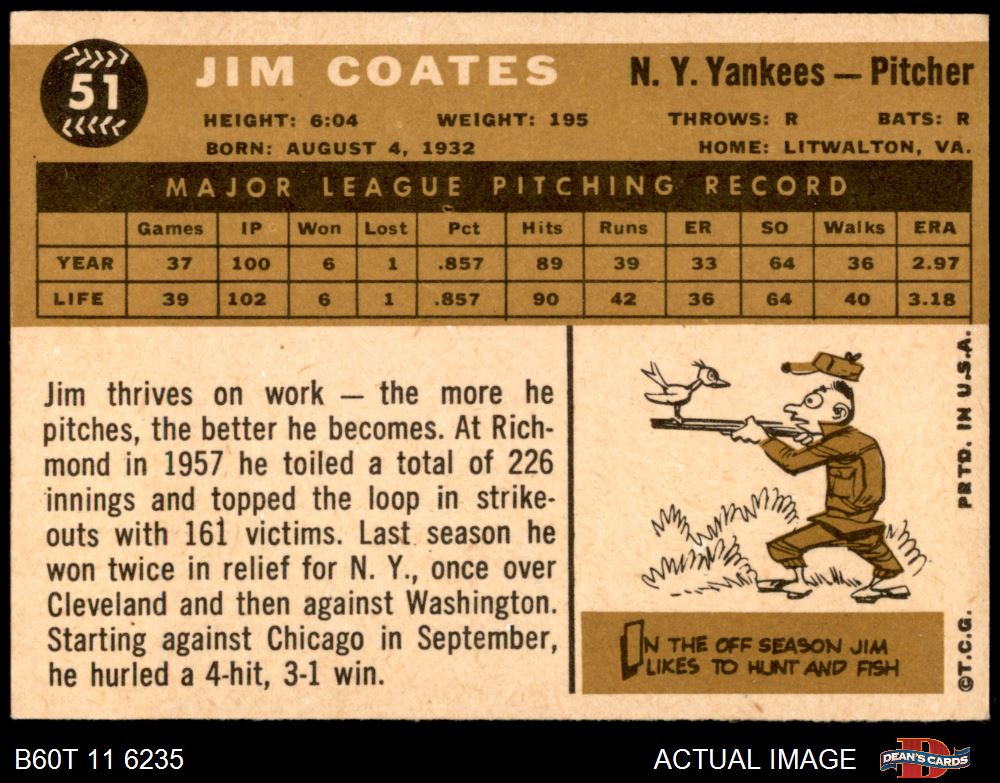 51
JIM COATES
N. Y. Yankees — Pitcher
HEIGHT: 6:04 WEIGHT: 195 THROWS: R BATS: R
BORN: AUGUST 4, 1932 HOME: LITWALTON, VA.
MAJOR LEAGUE PITCHING RECORD
Games IP Won Lost Pct Hits Runs ER SO Walks ERA
YEAR 37 100 6 1 .857 89 39 33 64 36 2.97
LIFE 39 102 6 1 .857 90 42 36 64 40 3.18
Jim thrives on work — the more he
pitches, the better he becomes. At Rich-
mond in 1957 he toiled a total of 226
innings and topped the loop in strike-
outs with 161 victims. Last season he
won twice in relief for N. Y., once over
Cleveland and then against Washington.
Starting against Chicago in September,
he hurled a 4-hit, 3-1 win.
IN THE OFF SEASON JIM
LIKES TO HUNT AND FISH
©T.C.G. PRTD. IN U.S.A.
B60T 11 6235
ACTUAL IMAGE
DEAN'S CARDS